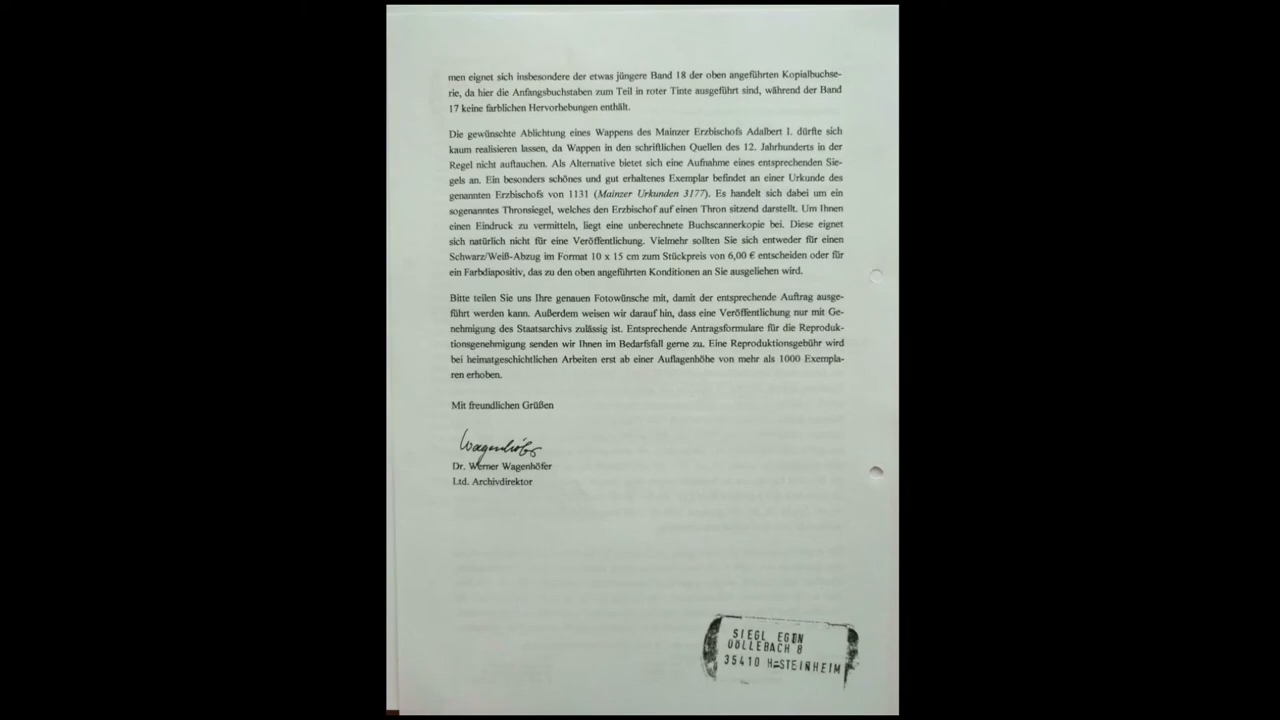 men eignet sich insbesondere der etwas jüngere Band 18 der oben angeführten Kopialbuchse-
rie, da hier die Anfangsbuchstaben zum Teil in roter Tinte ausgeführt sind, während der Band
17 keine farblichen Hervorhebungen enthält.
Die gewünschte Ablichtung eines Wappens des Mainzer Erzbischofs Adalbert I. dürfte sich
kaum realisieren lassen, da Wappen in den schriftlichen Quellen des 12. Jahrhunderts in der
Regel nicht auftauchen. Als Alternative bietet sich eine Aufnahme eines entsprechenden Sie-
gels an. Ein besonders schönes und gut erhaltenes Exemplar befindet an einer Urkunde des
genannten Erzbischofs von 1131 (Mainzer Urkunden 3177). Es handelt sich dabei um ein
sogenanntes Thronsiegel, welches den Erzbischof auf einen Thron sitzend darstellt. Um Ihnen
einen Eindruck zu vermitteln, liegt eine unberechnete Buchscannerkopie bei. Diese eignet
sich natürlich nicht für eine Veröffentlichung. Vielmehr sollten Sie sich entweder für einen
Schwarz/Weiß-Abzug im Format 10 x 15 cm zum Stückpreis von 6,00 € entscheiden oder für
ein Farbdiapositiv, das zu den oben angeführten Konditionen an Sie ausgeliehen wird.
Bitte teilen Sie uns Ihre genauen Fotowünsche mit, damit der entsprechende Auftrag ausge-
führt werden kann. Außerdem weisen wir darauf hin, dass eine Veröffentlichung nur mit Ge-
nehmigung des Staatsarchivs zulässig ist. Entsprechende Antragsformulare für die Reproduk-
tionsgenehmigung senden wir Ihnen im Bedarfsfall gerne zu. Eine Reproduktionsgebühr wird
bei heimatgeschichtlichen Arbeiten erst ab einer Auflagenhöhe von mehr als 1000 Exempla-
ren erhoben.
Mit freundlichen Grüßen
Wagenhöfer
Dr. Werner Wagenhöfer
Ltd. Archivdirektor
SIEGL EGON
DÖLLEBACH 8
35410 H=STEINHEIM